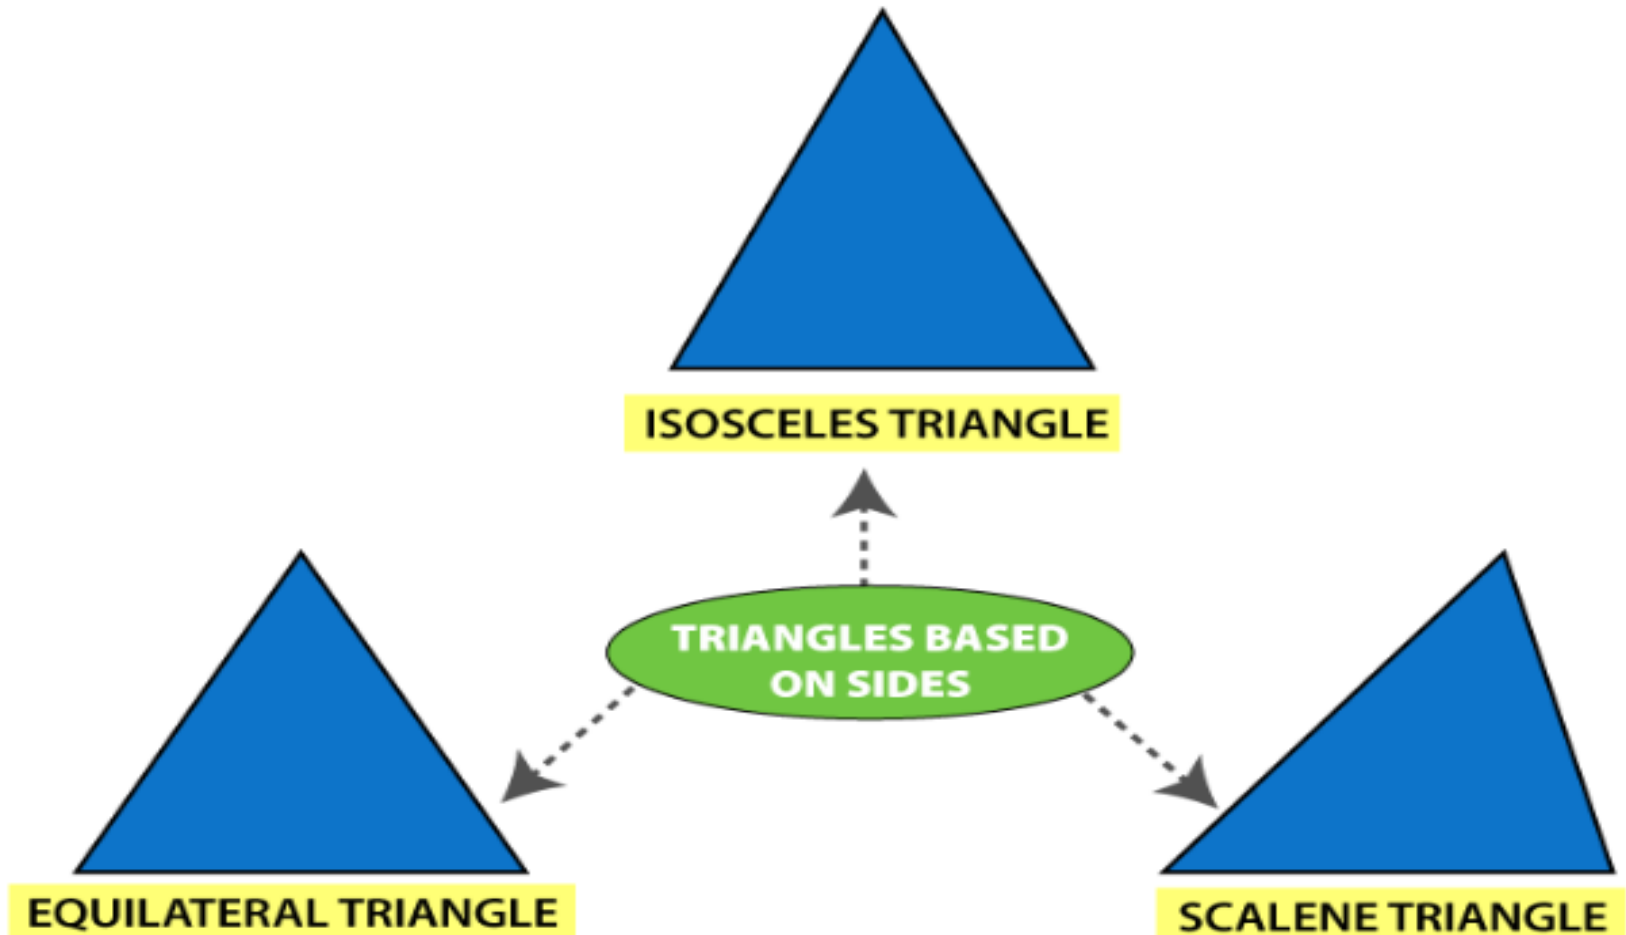 ISOSCELES TRIANGLE
TRIANGLES BASED
ON SIDES
EQUILATERAL TRIANGLE
SCALENE TRIANGLE